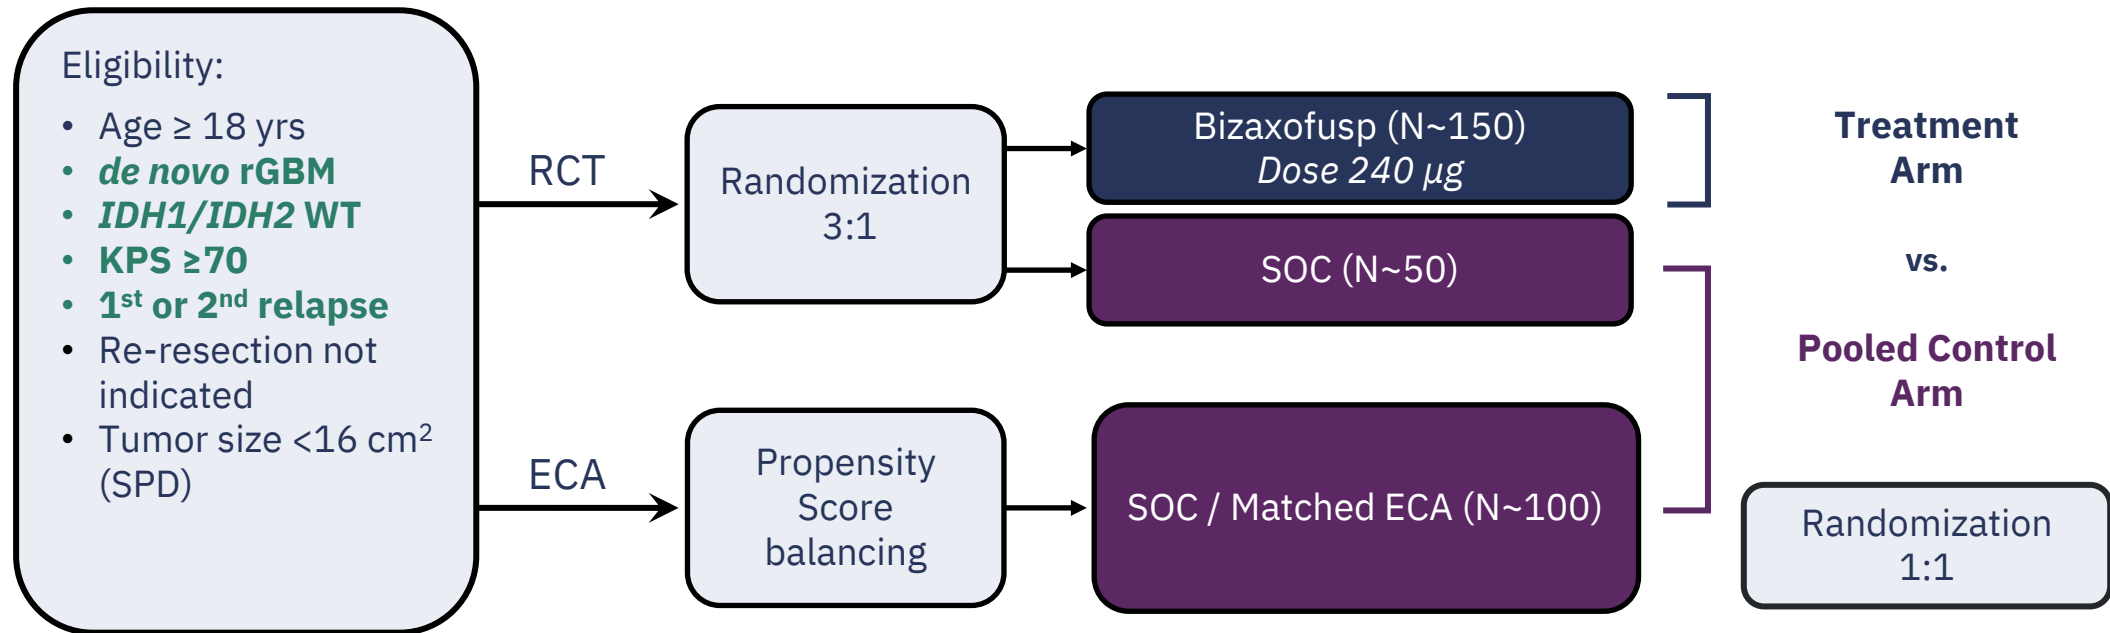 Eligibility:
• Age ≥ 18 yrs
• de novo rGBM
• IDH1/IDH2 WT
• KPS ≥70
• 1st or 2nd relapse
• Re-resection not
indicated
• Tumor size <16 cm²
(SPD)
RCT
ECA
Randomization
3:1
Propensity
Score
balancing
Bizaxofusp (N~150)
Dose 240 µg
SOC (N~50)
SOC / Matched ECA (N~100)
Treatment
Arm
vs.
Pooled Control
Arm
Randomization
1:1